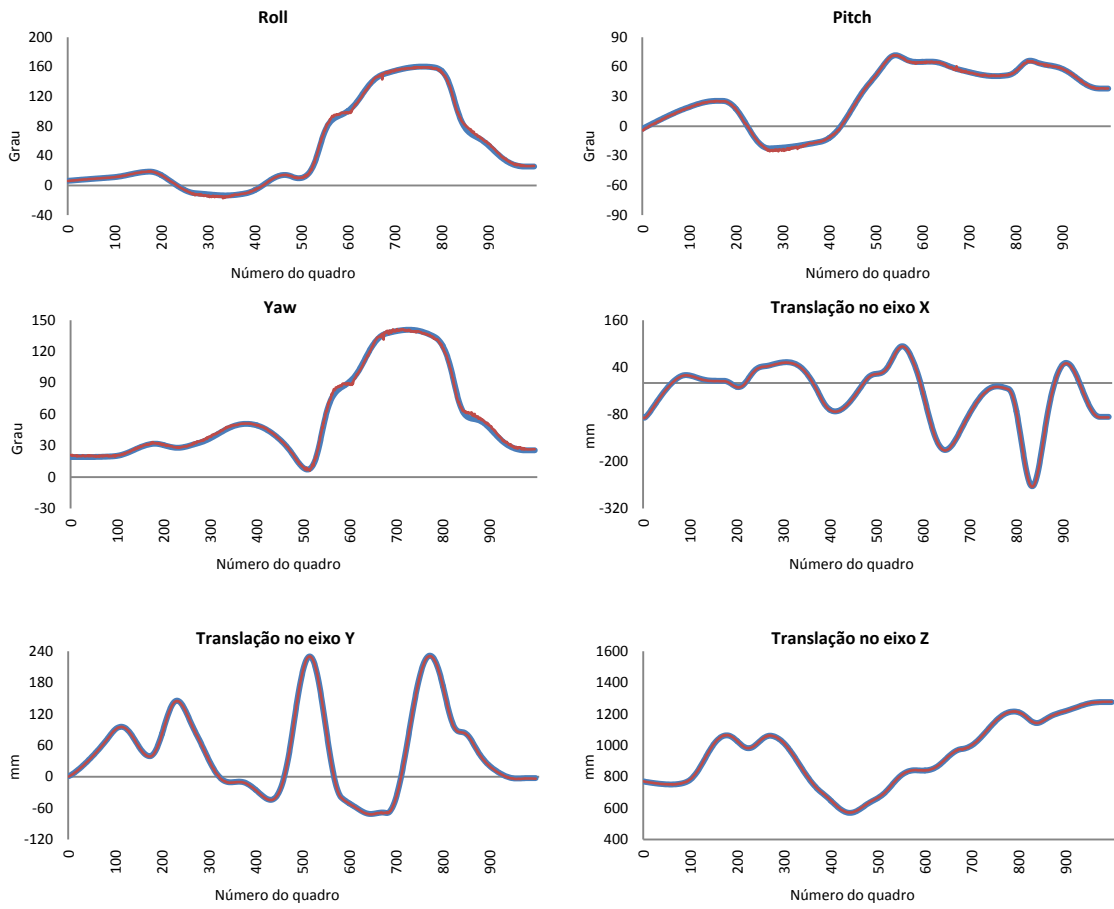 Roll
200
160
120
80
40
0
-40
Grau
0 100 200 300 400 500 600 700 800 900
Número do quadro
Pitch
90
60
30
0
-30
-60
-90
Grau
0 100 200 300 400 500 600 700 800 900
Número do quadro
Yaw
150
120
90
60
30
0
-30
Grau
0 100 200 300 400 500 600 700 800 900
Número do quadro
Translação no eixo X
160
40
-80
-200
-320
mm
0 100 200 300 400 500 600 700 800 900
Número do quadro
Translação no eixo Y
240
180
120
60
0
-60
-120
mm
0 100 200 300 400 500 600 700 800 900
Número do quadro
Translação no eixo Z
1600
1400
1200
1000
800
600
400
mm
0 100 200 300 400 500 600 700 800 900
Número do quadro